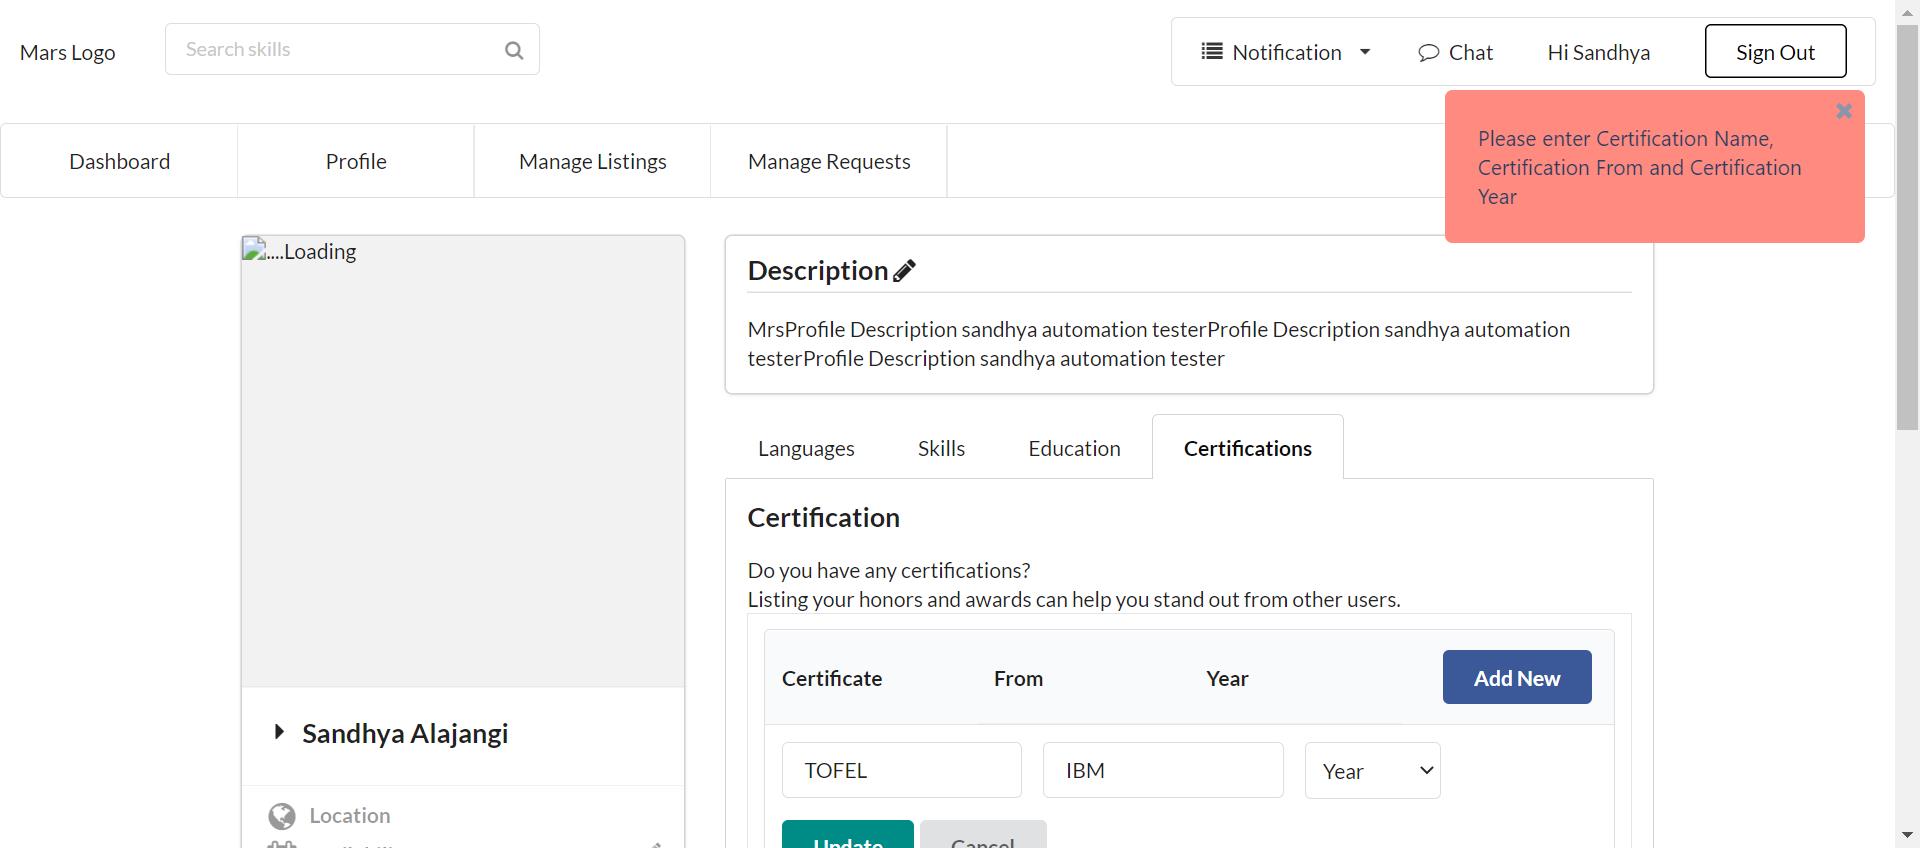 Mars Logo
Search skills
Notification
Chat
Hi Sandhya
Sign Out
Please enter Certification Name,
Certification From and Certification
Year
Dashboard
Profile
Manage Listings
Manage Requests
....Loading
Description
MrsProfile Description sandhya automation testerProfile Description sandhya automation
testerProfile Description sandhya automation tester
Languages
Skills
Education
Certifications
Certification
Do you have any certifications?
Listing your honors and awards can help you stand out from other users.
Certificate
From
Year
Add New
TOFEL
IBM
Year
Update
Cancel
Sandhya Alajangi
Location